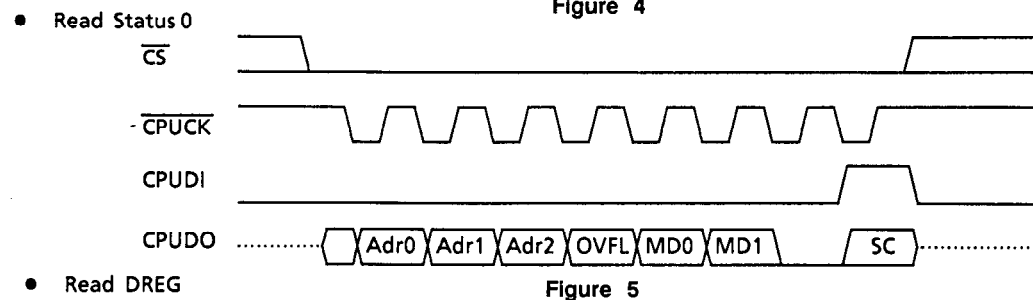 Figure 4
• Read Status 0
CS
CPUCK
CPUDI
CPUDO Adr0 Adr1 Adr2 OVFL MD0 MD1 SC
• Read DREG
Figure 5